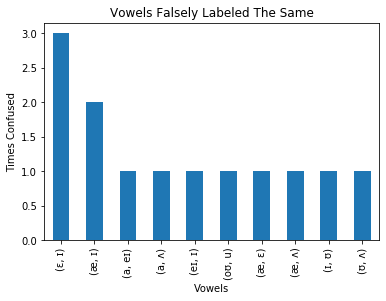 Vowels Falsely Labeled The Same
Times Confused
3.0
2.5
2.0
1.5
1.0
0.5
0.0
(ɛ, ɪ)
(æ, ɪ)
(a, eɪ)
(a, ʌ)
(eɪ, ɪ)
(oʊ, u)
(æ, ɛ)
(æ, ʌ)
(ɪ, ʊ)
(ʊ, ʌ)
Vowels